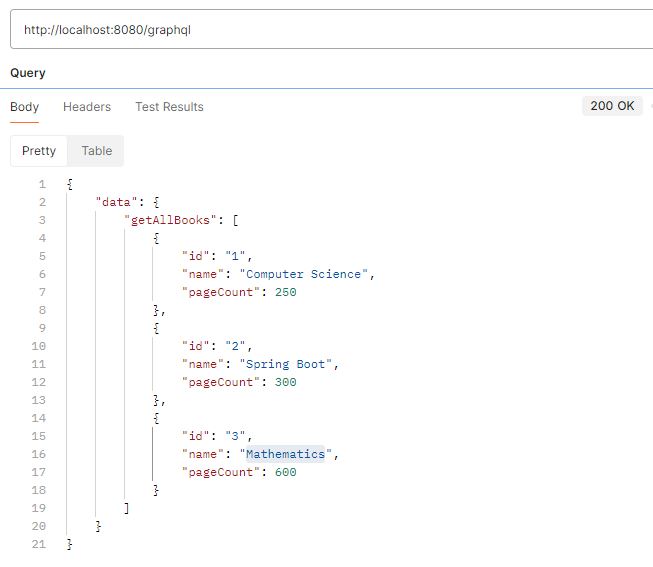 http://localhost:8080/graphql
Query
Body Headers Test Results 200 OK
Pretty Table
1 {
2 "data": {
3 "getAllBooks": [
4 {
5 "id": "1",
6 "name": "Computer Science",
7 "pageCount": 250
8 },
9 {
10 "id": "2",
11 "name": "Spring Boot",
12 "pageCount": 300
13 },
14 {
15 "id": "3",
16 "name": "Mathematics",
17 "pageCount": 600
18 }
19 ]
20 }
21 }